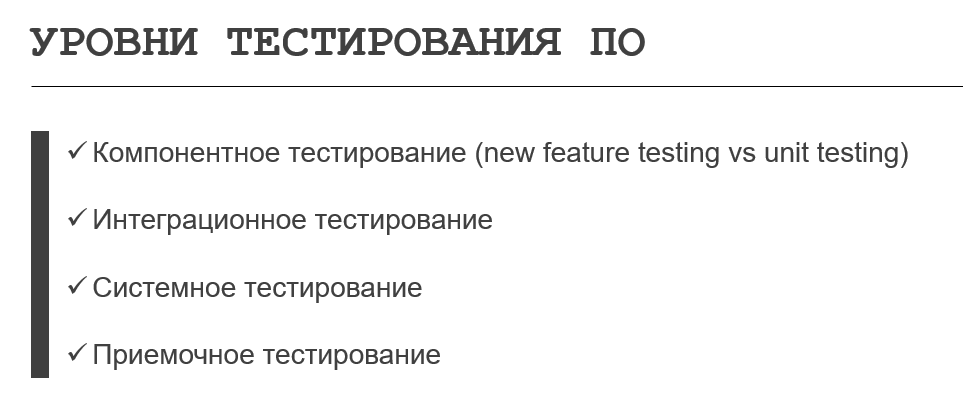 УРОВНИ ТЕСТИРОВАНИЯ ПО
✓ Компонентное тестирование (new feature testing vs unit testing)
✓ Интеграционное тестирование
✓ Системное тестирование
✓ Приемочное тестирование